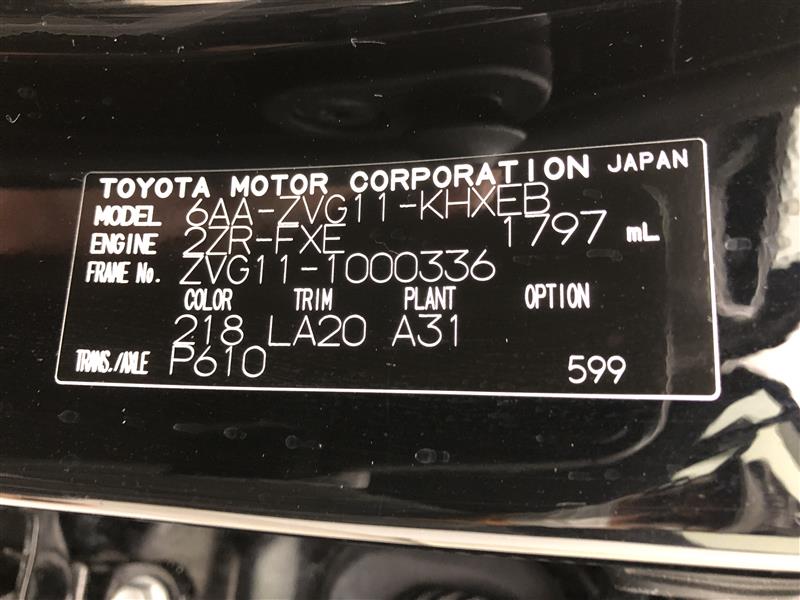 TOYOTA MOTOR CORPORATION JAPAN
MODEL 6AA-ZVG11-KHXEB
ENGINE 2ZR-FXE 1797 mL
FRAME No. ZVG11-1000336
COLOR TRIM PLANT OPTION
218 LA20 A31
TRANS./AXLE P610 599